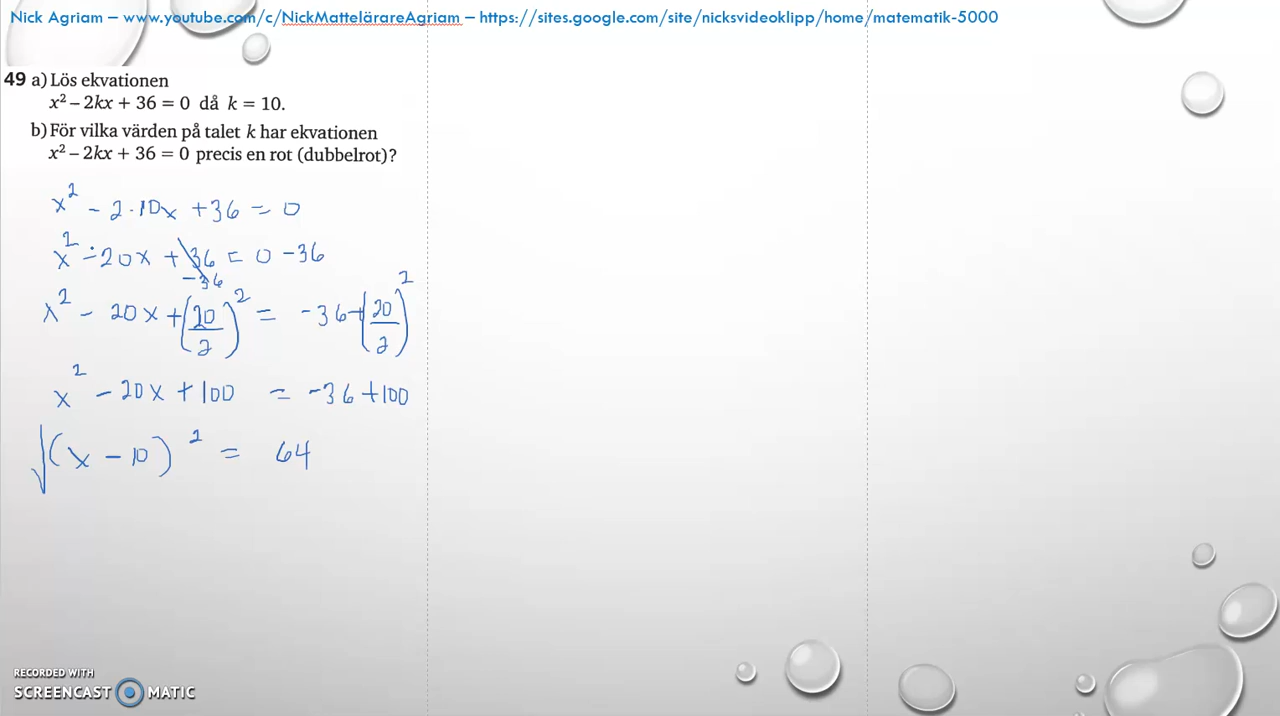 Nick Agriam – www.youtube.com/c/NickMattelärareAgriam – https://sites.google.com/site/nicksvideoklipp/home/matematik-5000
49 a) Lös ekvationen
x² – 2kx + 36 = 0 då k = 10.
b) För vilka värden på talet k har ekvationen
x² – 2kx + 36 = 0 precis en rot (dubbelrot)?
x² - 2·10x + 36 = 0
x² - 20x + 36 = 0 - 36
- 36
x² - 20x + (20/2)² = -36 + (20/2)²
x² - 20x + 100 = -36 + 100
√(x - 10)² = 64
RECORDED WITH
SCREENCAST MATIC